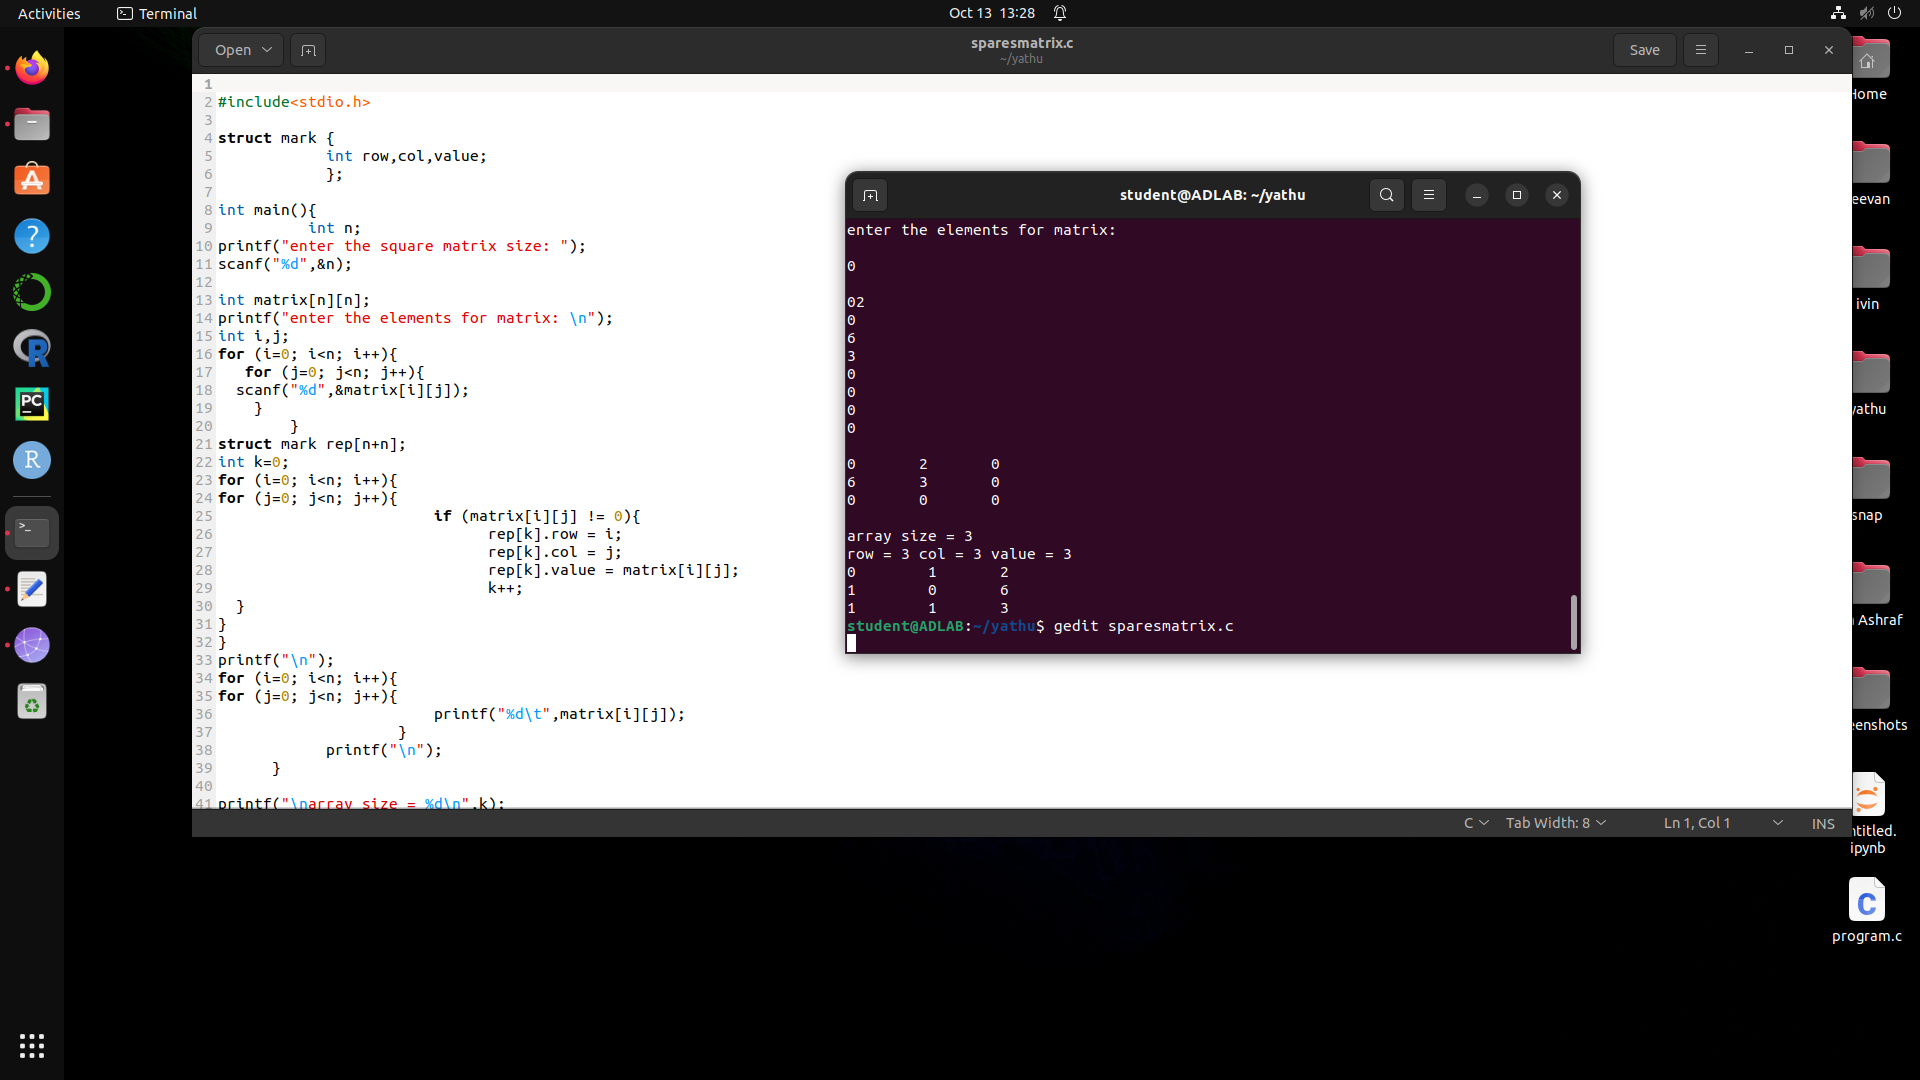 Activities
Terminal
Oct 13 13:28
Open
sparesmatrix.c
~/yathu
Save
1
2 #include<stdio.h>
3
4 struct mark {
5 int row,col,value;
6 };
7
8 int main(){
9 int n;
10 printf("enter the square matrix size: ");
11 scanf("%d",&n);
12
13 int matrix[n][n];
14 printf("enter the elements for matrix: \n");
15 int i,j;
16 for (i=0; i<n; i++){
17 for (j=0; j<n; j++){
18 scanf("%d",&matrix[i][j]);
19 }
20 }
21 struct mark rep[n+n];
22 int k=0;
23 for (i=0; i<n; i++){
24 for (j=0; j<n; j++){
25 if (matrix[i][j] != 0){
26 rep[k].row = i;
27 rep[k].col = j;
28 rep[k].value = matrix[i][j];
29 k++;
30 }
31 }
32 }
33 printf("\n");
34 for (i=0; i<n; i++){
35 for (j=0; j<n; j++){
36 printf("%d\t",matrix[i][j]);
37 }
38 printf("\n");
39 }
40
41 printf("\narray size = %d\n",k);
C
Tab Width: 8
Ln 1, Col 1
INS
student@ADLAB: ~/yathu
enter the elements for matrix:
0
02
0
6
3
0
0
0
0
0 2 0
6 3 0
0 0 0
array size = 3
row = 3 col = 3 value = 3
0 1 2
1 0 6
1 1 3
student@ADLAB:~/yathu$ gedit sparesmatrix.c
Home
eevan
ivin
yathu
snap
Ashraf
eenshots
ntitled.
ipynb
program.c
PC
R
R
C